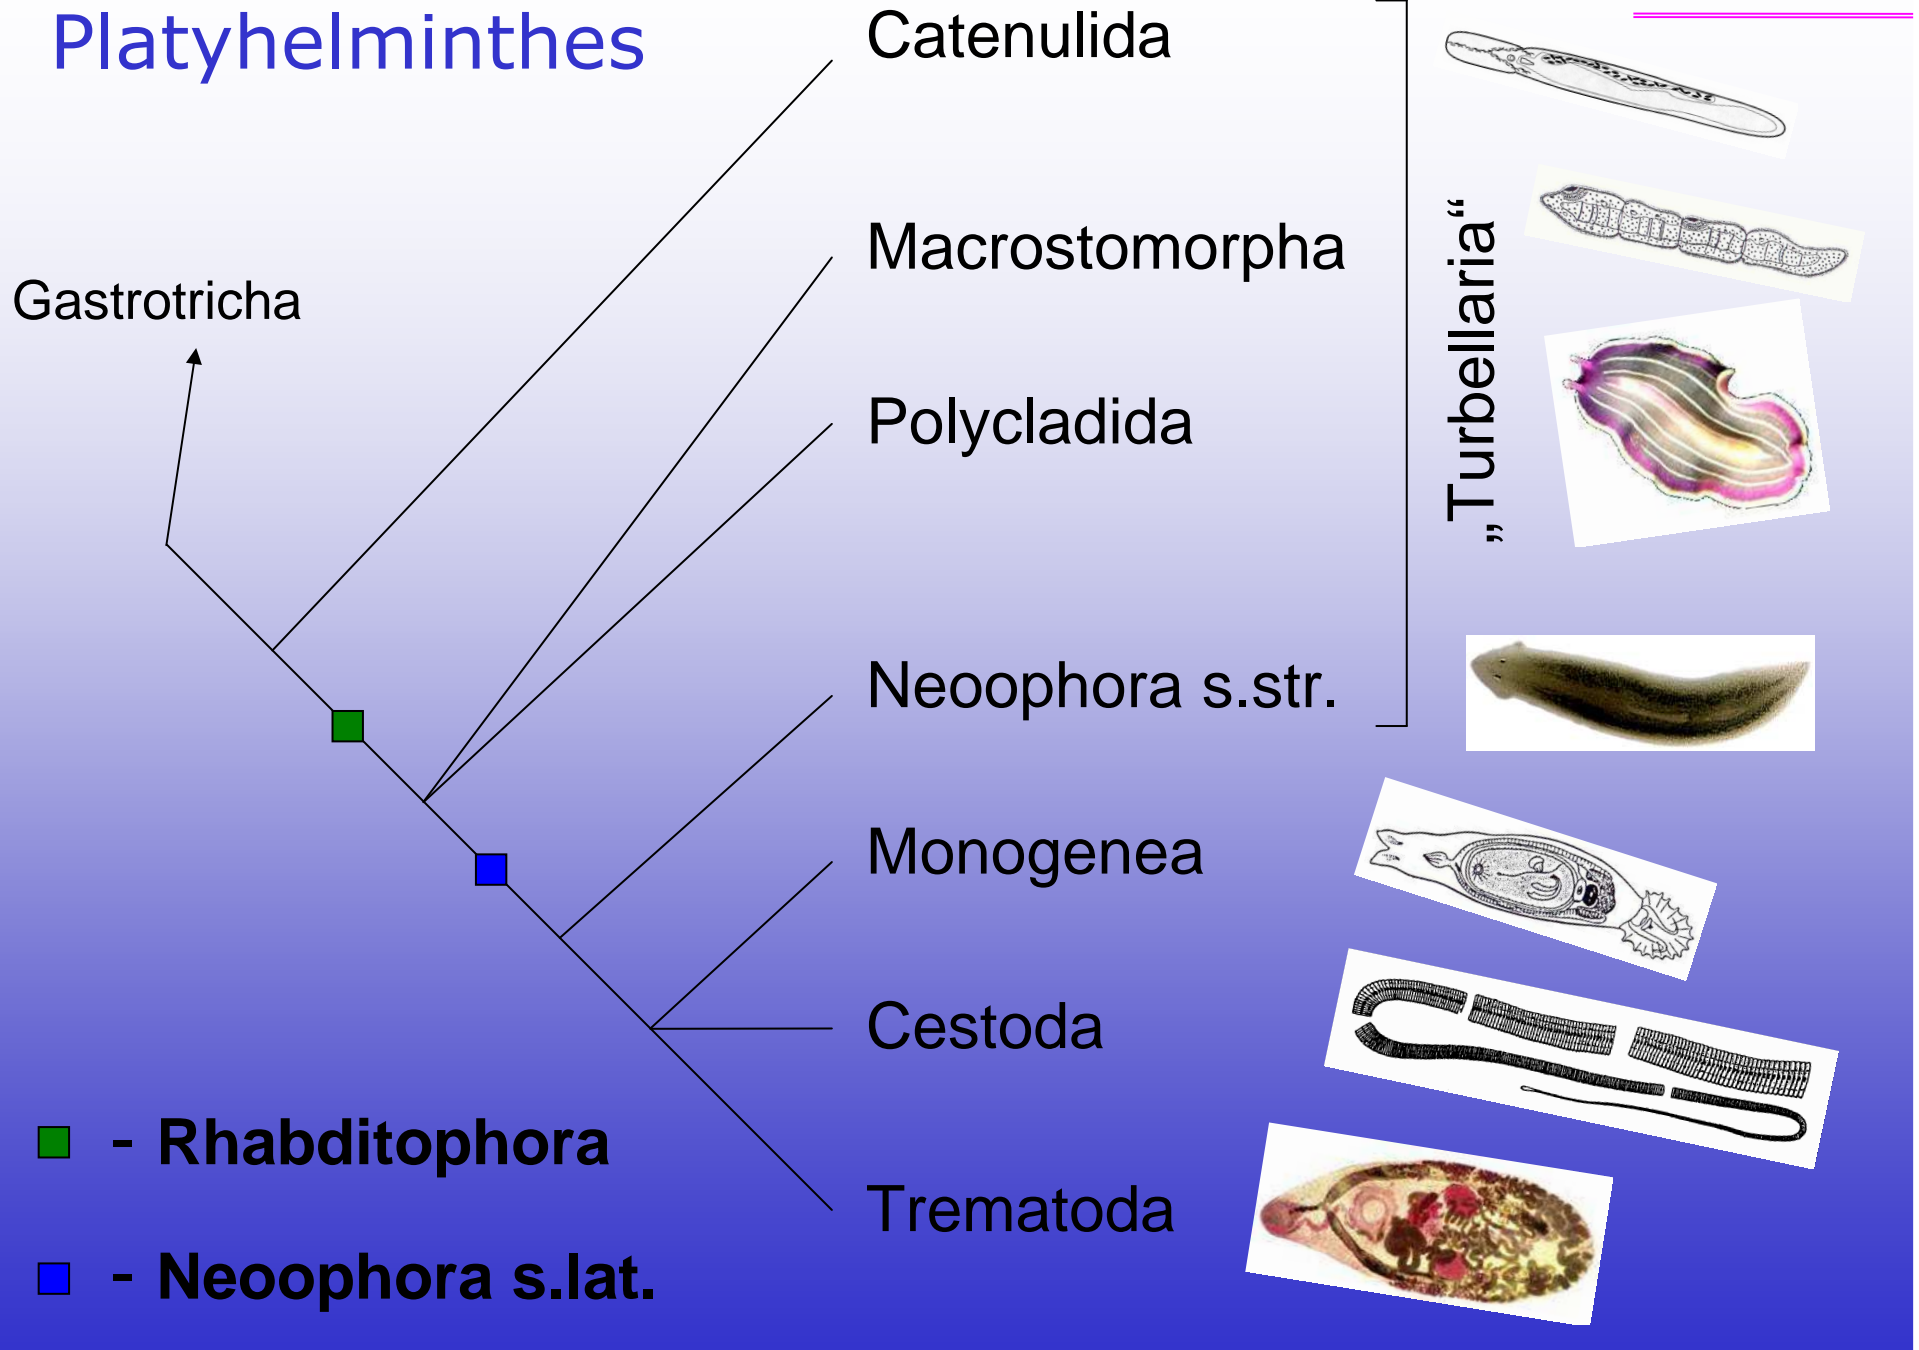 Platyhelminthes
Catenulida
Macrostomorpha
Gastrotricha
Polycladida
„Turbellaria“
Neoophora s.str.
Monogenea
Cestoda
- Rhabditophora
Trematoda
- Neoophora s.lat.